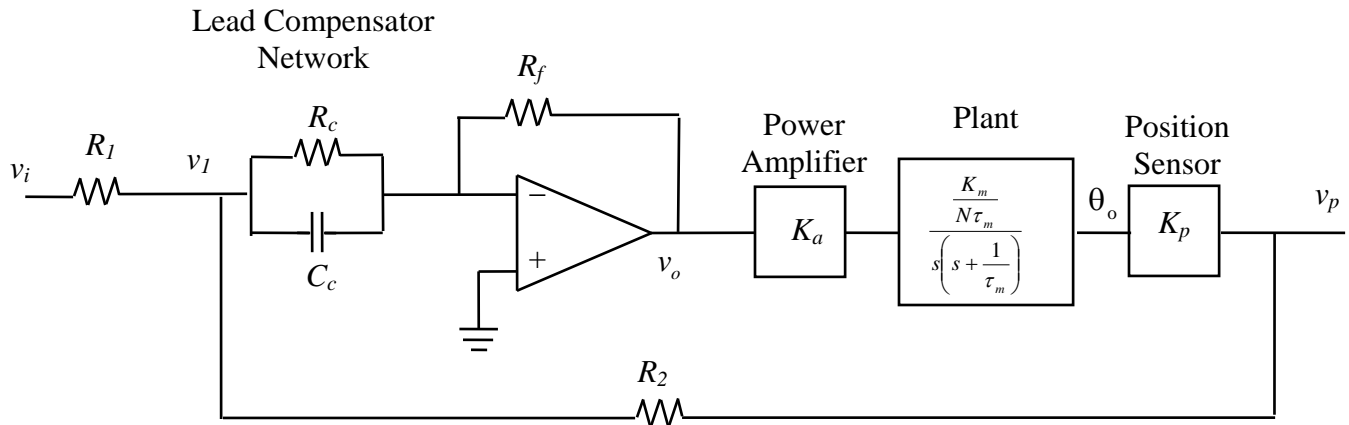 Lead Compensator
Network
R_f
R_c
Power
Amplifier
Plant
Position
Sensor
R_1
v_i
v_1
C_c
−
+
v_o
K_a
K_m
Nτ_m
s(s + 1/τ_m)
θ_o
K_p
v_p
R_2